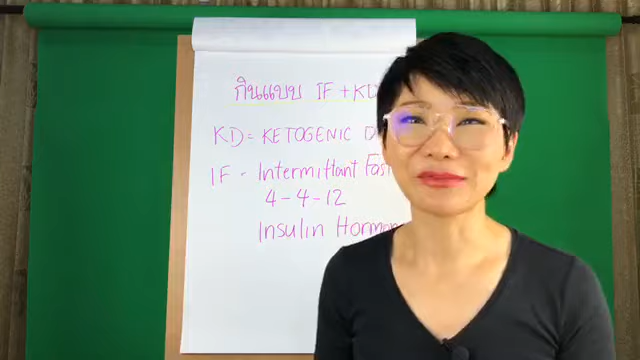 กินแบบ IF + KD
KD = KETOGENIC D
IF - Intermittant Fast
4-4-12
Insulin Hormon